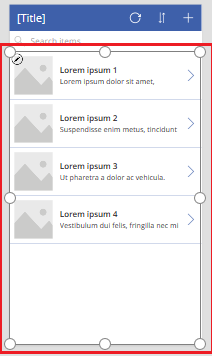 [Title]
Search items
Lorem ipsum 1
Lorem ipsum dolor sit amet,
Lorem ipsum 2
Suspendisse enim metus, tincidunt
Lorem ipsum 3
Ut pharetra a dolor ac vehicula.
Lorem ipsum 4
Vestibulum dui felis, fringilla nec mi